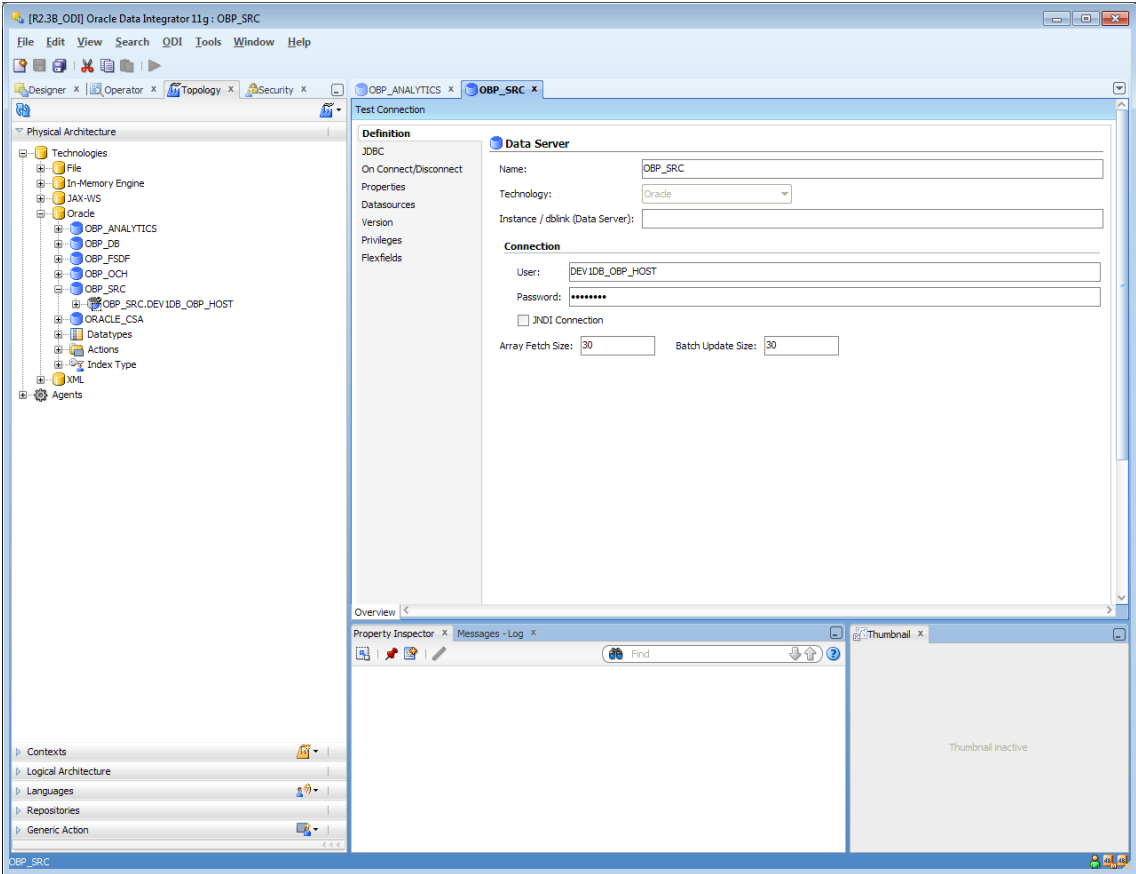 [R2.3B_ODI] Oracle Data Integrator 11g : OBP_SRC
File Edit View Search ODI Tools Window Help
Designer x Operator x Topology x Security x
OBP_ANALYTICS x OBP_SRC x
Physical Architecture
Technologies
File
In-Memory Engine
JAX-WS
Oracle
OBP_ANALYTICS
OBP_DB
OBP_FSDF
OBP_OCH
OBP_SRC
OBP_SRC.DEV1DB_OBP_HOST
ORACLE_CSA
Datatypes
Actions
Index Type
XML
Agents
Contexts
Logical Architecture
Languages
Repositories
Generic Action
Test Connection
Definition
JDBC
On Connect/Disconnect
Properties
Datasources
Version
Privileges
Flexfields
Data Server
Name: OBP_SRC
Technology: Oracle
Instance / dblink (Data Server):
Connection
User: DEV1DB_OBP_HOST
Password: ••••••••
JNDI Connection
Array Fetch Size: 30 Batch Update Size: 30
Overview
Property Inspector x Messages - Log x
Find
Thumbnail x
Thumbnail inactive
OBP_SRC